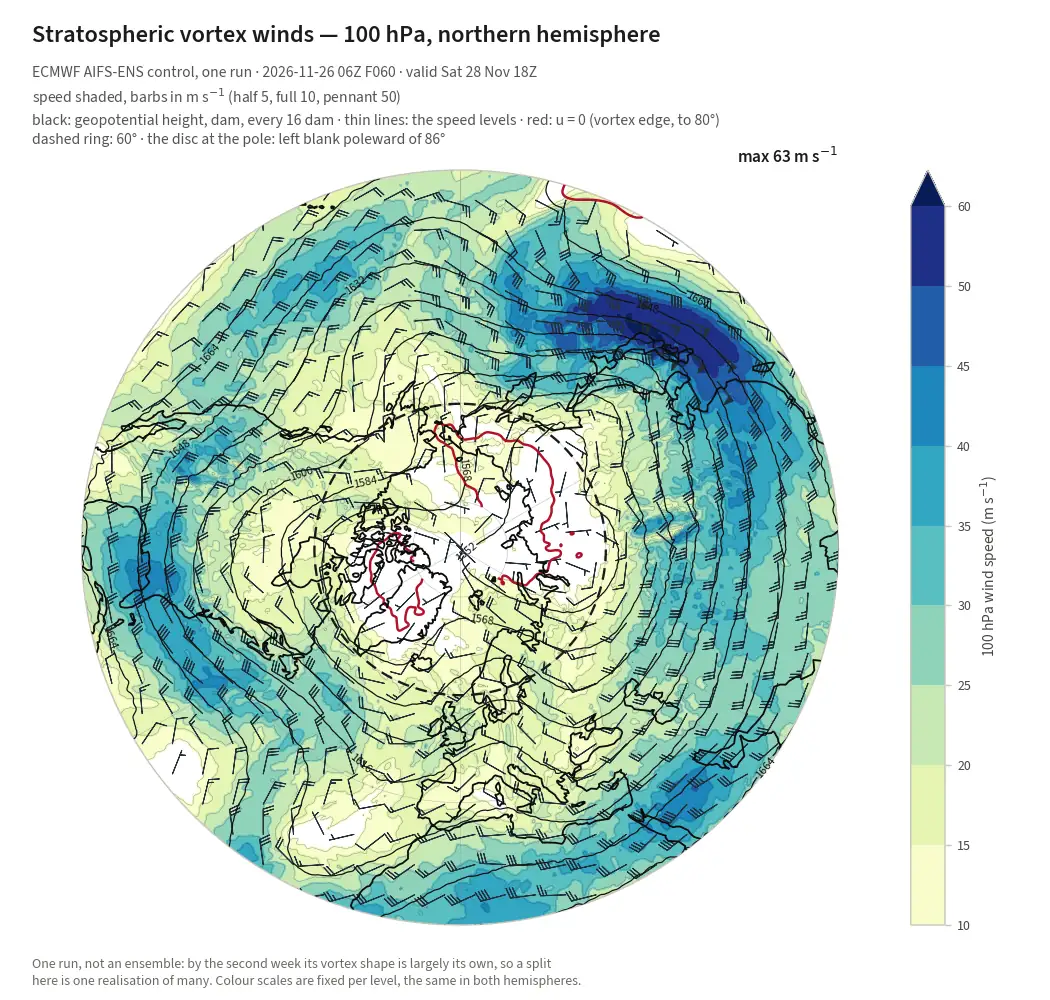 Stratospheric vortex winds — 100 hPa, northern hemisphere
ECMWF AIFS-ENS control, one run · 2026-11-26 06Z F060 · valid Sat 28 Nov 18Z
speed shaded, barbs in m s⁻¹ (half 5, full 10, pennant 50)
black: geopotential height, dam, every 16 dam · thin lines: the speed levels · red: u = 0 (vortex edge, to 80°)
dashed ring: 60° · the disc at the pole: left blank poleward of 86°
max 63 m s⁻¹
60
50
45
40
35
30
25
20
15
10
100 hPa wind speed (m s⁻¹)
1632
1664
1648
1664
1648
1600
1584
1568
1552
1568
1664
1616
1664
One run, not an ensemble: by the second week its vortex shape is largely its own, so a split
here is one realisation of many. Colour scales are fixed per level, the same in both hemispheres.